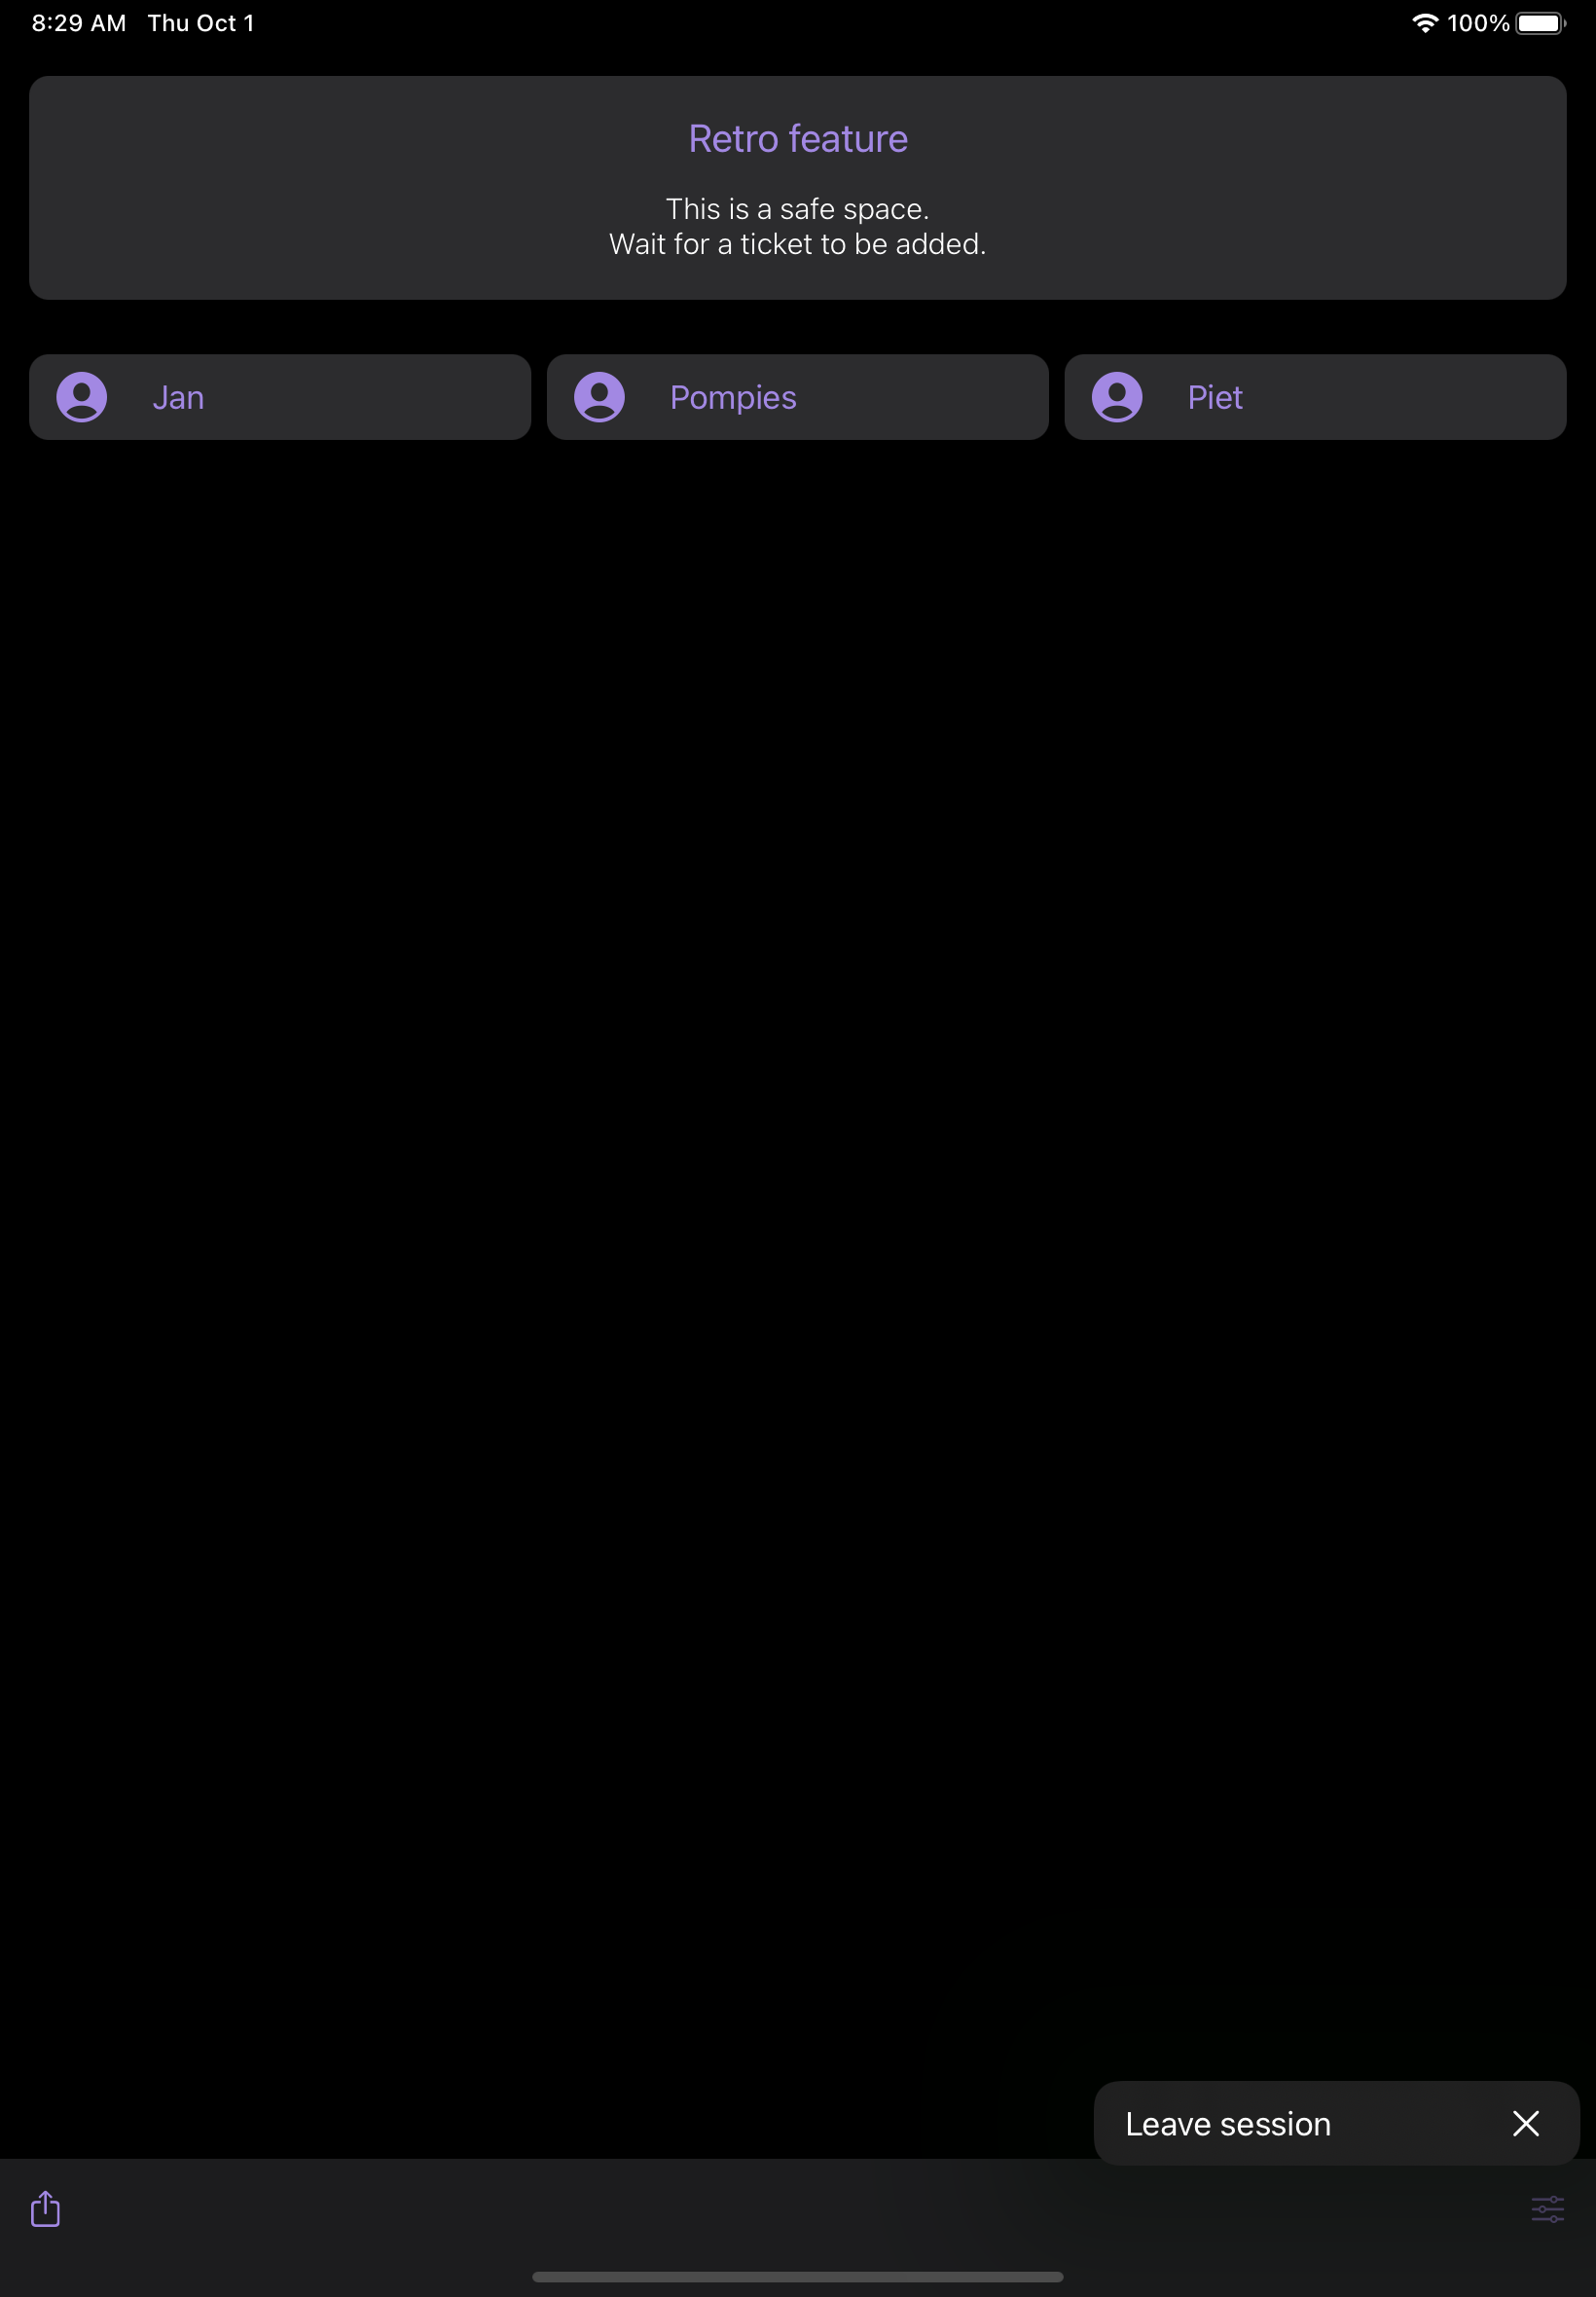 8:29 AM Thu Oct 1 100%
Retro feature
This is a safe space.
Wait for a ticket to be added.
Jan Pompies Piet
Leave session